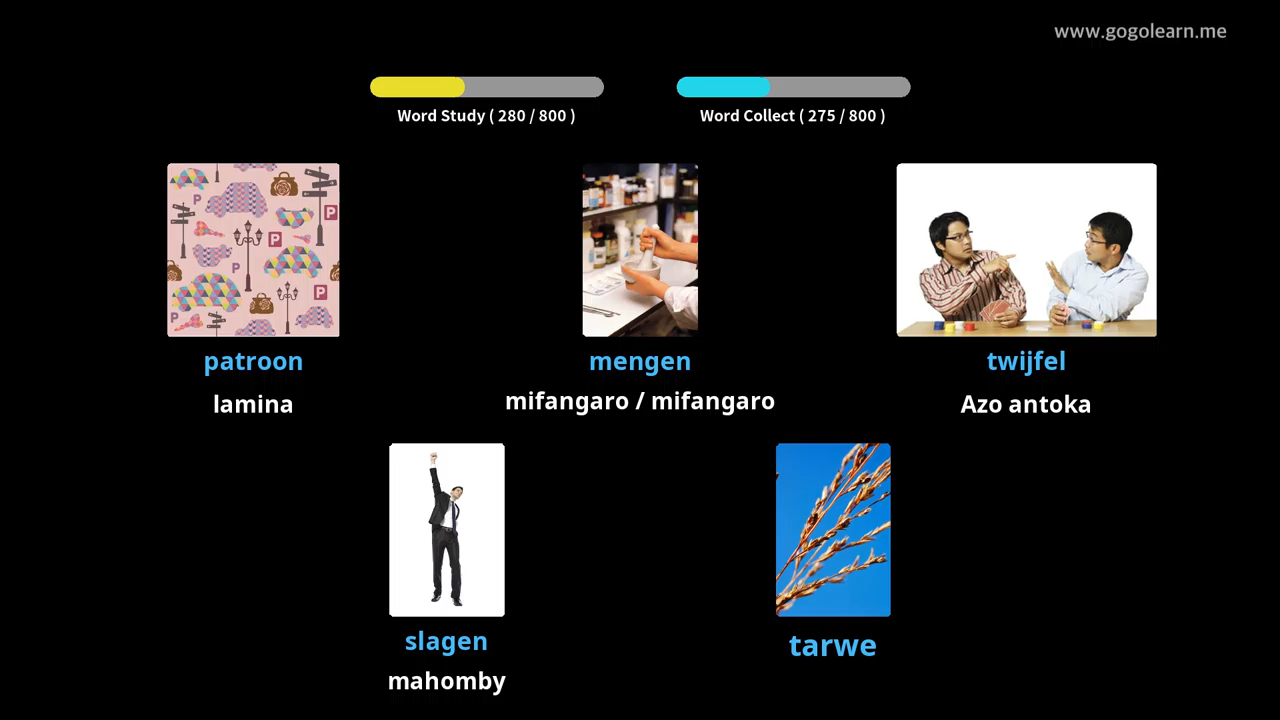 www.gogolearn.me
Word Study ( 280 / 800 )
Word Collect ( 275 / 800 )
P
P
P
P
P
P
patroon
mengen
twijfel
lamina
mifangaro / mifangaro
Azo antoka
slagen
tarwe
mahomby